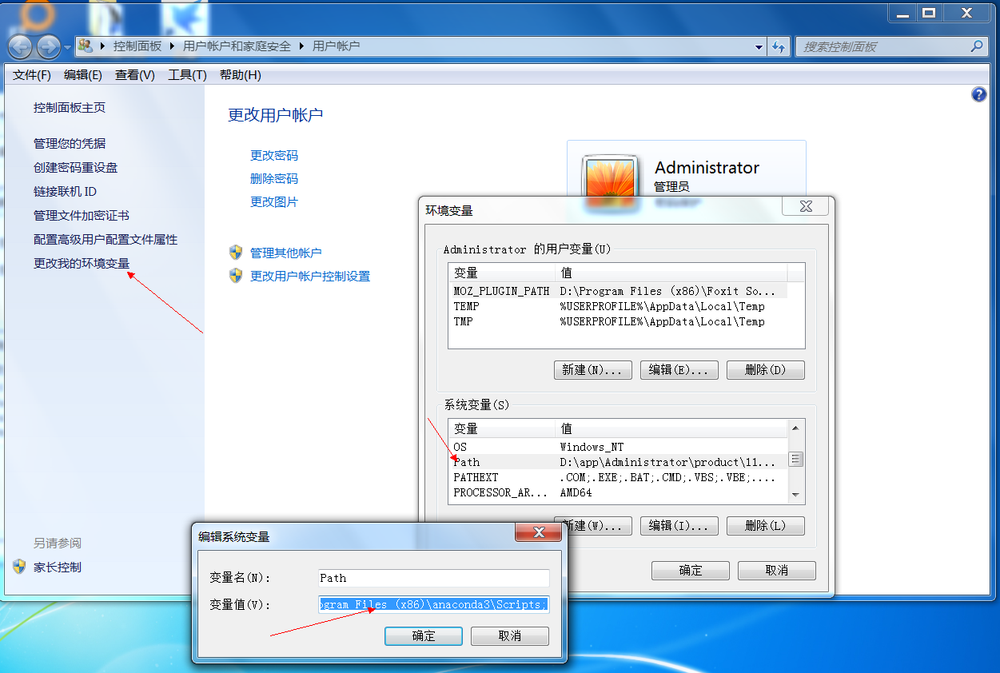 控制面板 用户帐户和家庭安全 用户帐户 搜索控制面板
文件(F) 编辑(E) 查看(V) 工具(T) 帮助(H)
控制面板主页
管理您的凭据
创建密码重设盘
链接联机 ID
管理文件加密证书
配置高级用户配置文件属性
更改我的环境变量
另请参阅
家长控制
更改用户帐户
更改密码
删除密码
更改图片
管理其他帐户
更改用户帐户控制设置
Administrator
管理员
环境变量
Administrator 的用户变量(U)
变量 值
MOZ_PLUGIN_PATH D:\Program Files (x86)\Foxit So...
TEMP %USERPROFILE%\AppData\Local\Temp
TMP %USERPROFILE%\AppData\Local\Temp
新建(N)... 编辑(E)... 删除(D)
系统变量(S)
变量 值
OS Windows_NT
Path D:\app\Administrator\product\11...
PATHEXT .COM;.EXE;.BAT;.CMD;.VBS;.VBE;....
PROCESSOR_AR... AMD64
新建(W)... 编辑(I)... 删除(L)
确定 取消
编辑系统变量
变量名(N): Path
变量值(V): ogram Files (x86)\anaconda3\Scripts;
确定 取消